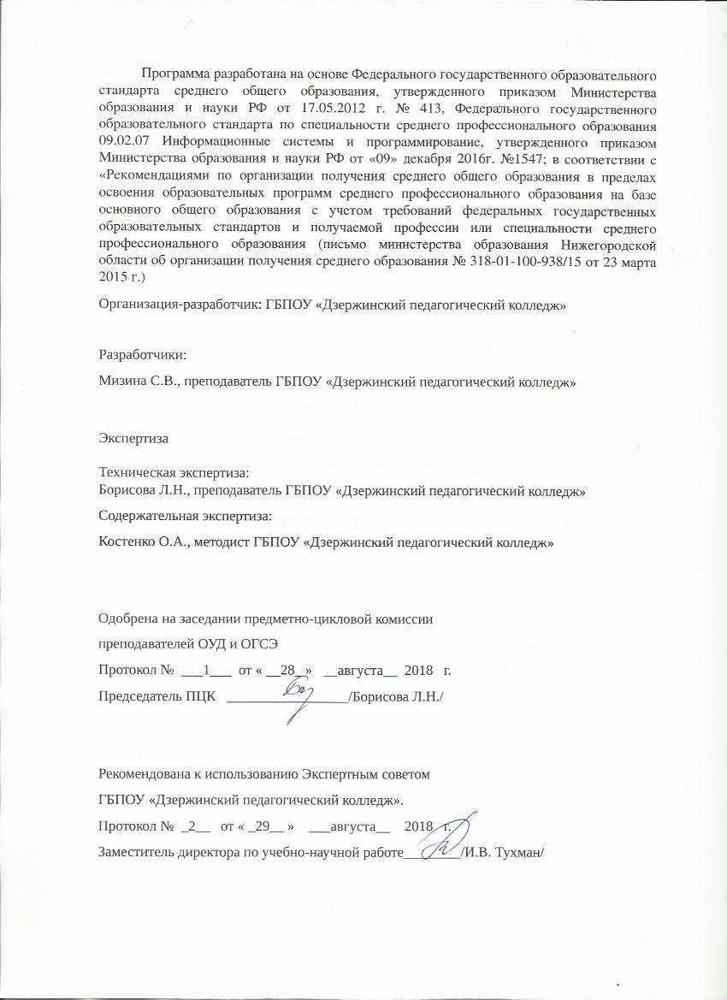 Программа разработана на основе Федерального государственного образовательного
стандарта среднего общего образования, утвержденного приказом Министерства
образования и науки РФ от 17.05.2012 г. № 413, Федерального государственного
образовательного стандарта по специальности среднего профессионального образования
09.02.07 Информационные системы и программирование, утвержденного приказом
Министерства образования и науки РФ от «09» декабря 2016г. №1547; в соответствии с
«Рекомендациями по организации получения среднего общего образования в пределах
освоения образовательных программ среднего профессионального образования на базе
основного общего образования с учетом требований федеральных государственных
образовательных стандартов и получаемой профессии или специальности среднего
профессионального образования (письмо министерства образования Нижегородской
области об организации получения среднего образования № 318-01-100-938/15 от 23 марта
2015 г.)
Организация-разработчик: ГБПОУ «Дзержинский педагогический колледж»
Разработчики:
Мизина С.В., преподаватель ГБПОУ «Дзержинский педагогический колледж»
Экспертиза
Техническая экспертиза:
Борисова Л.Н., преподаватель ГБПОУ «Дзержинский педагогический колледж»
Содержательная экспертиза:
Костенко О.А., методист ГБПОУ «Дзержинский педагогический колледж»
Одобрена на заседании предметно-цикловой комиссии
преподавателей ОУД и ОГСЭ
Протокол № ___1___ от « __28__» __августа__ 2018 г.
Председатель ПЦК _________________/Борисова Л.Н./
Рекомендована к использованию Экспертным советом
ГБПОУ «Дзержинский педагогический колледж».
Протокол № _2__ от « _29__ » ___августа__ 2018 г.
Заместитель директора по учебно-научной работе________/И.В. Тухман/